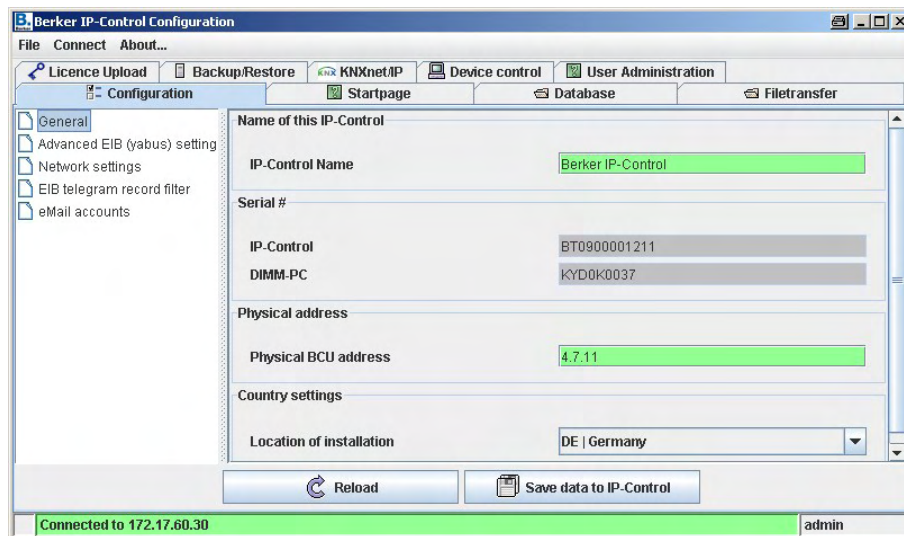 B. Berker IP-Control Configuration
File Connect About...
Licence Upload Backup/Restore KNX KNXnet/IP Device control User Administration
Configuration Startpage Database Filetransfer
General
Advanced EIB (yabus) setting
Network settings
EIB telegram record filter
eMail accounts
Name of this IP-Control
IP-Control Name Berker IP-Control
Serial #
IP-Control BT0900001211
DIMM-PC KYD0K0037
Physical address
Physical BCU address 4.7.11
Country settings
Location of installation DE | Germany
Reload Save data to IP-Control
Connected to 172.17.60.30 admin